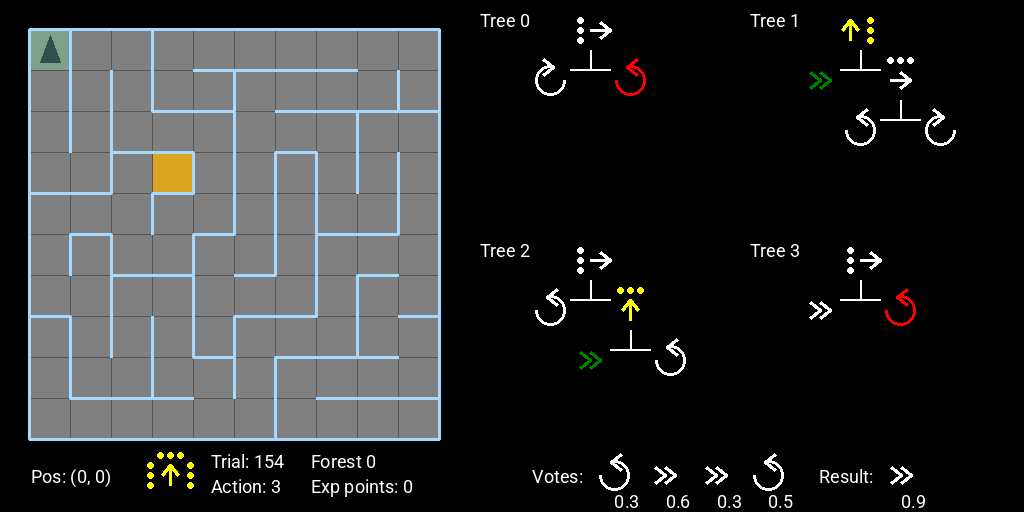 Tree 0
Tree 1
Tree 2
Tree 3
Pos: (0, 0)
Trial: 154
Forest 0
Action: 3
Exp points: 0
Votes:
0.3
0.6
0.3
0.5
Result:
0.9